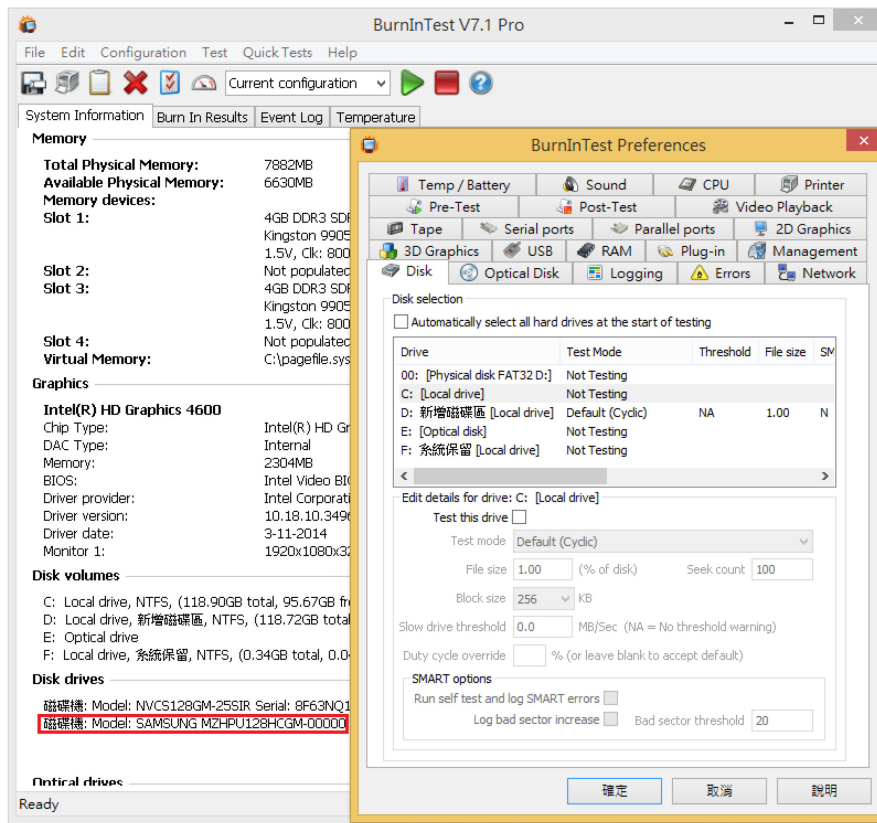 BurnInTest V7.1 Pro
File Edit Configuration Test Quick Tests Help
Current configuration
System Information Burn In Results Event Log Temperature
Memory
Total Physical Memory: 7882MB
Available Physical Memory: 6630MB
Memory devices:
Slot 1: 4GB DDR3 SDR
Kingston 9905
1.5V, Clk: 800
Slot 2: Not populated
Slot 3: 4GB DDR3 SDR
Kingston 9905
1.5V, Clk: 800
Slot 4: Not populated
Virtual Memory: C:\pagefile.sys
Graphics
Intel(R) HD Graphics 4600
Chip Type: Intel(R) HD Gr
DAC Type: Internal
Memory: 2304MB
BIOS: Intel Video BIO
Driver provider: Intel Corporati
Driver version: 10.18.10.3496
Driver date: 3-11-2014
Monitor 1: 1920x1080x32
Disk volumes
C: Local drive, NTFS, (118.90GB total, 95.67GB fr
D: Local drive, 新增磁碟區, NTFS, (118.72GB total
E: Optical drive
F: Local drive, 系統保留, NTFS, (0.34GB total, 0.0
Disk drives
磁碟機: Model: NVCS128GM-25SIR Serial: 8F63NQ1
磁碟機: Model: SAMSUNG MZHPU128HCGM-00000
Optical drives
Ready
BurnInTest Preferences
Temp / Battery Sound CPU Printer
Pre-Test Post-Test Video Playback
Tape Serial ports Parallel ports 2D Graphics
3D Graphics USB RAM Plug-in Management
Disk Optical Disk Logging Errors Network
Disk selection
Automatically select all hard drives at the start of testing
Drive Test Mode Threshold File size SM
00: [Physical disk FAT32 D:] Not Testing
C: [Local drive] Not Testing
D: 新增磁碟區 [Local drive] Default (Cyclic) NA 1.00 N
E: [Optical disk] Not Testing
F: 系統保留 [Local drive] Not Testing
Edit details for drive: C: [Local drive]
Test this drive
Test mode Default (Cyclic)
File size 1.00 (% of disk) Seek count 100
Block size 256 KB
Slow drive threshold 0.0 MB/Sec (NA = No threshold warning)
Duty cycle override % (or leave blank to accept default)
SMART options
Run self test and log SMART errors
Log bad sector increase Bad sector threshold 20
確定 取消 說明